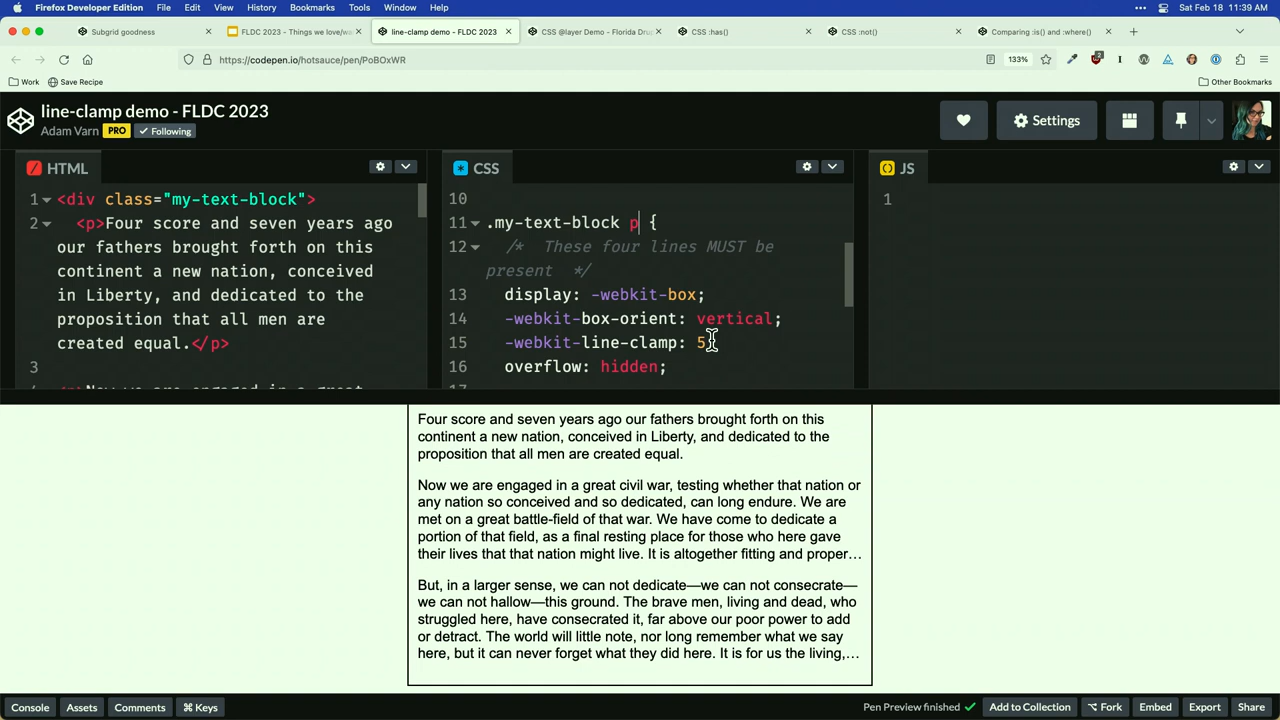 Firefox Developer Edition File Edit View History Bookmarks Tools Window Help Sat Feb 18 11:39 AM
Subgrid goodness FLDC 2023 - Things we love/wa line-clamp demo - FLDC 2023 CSS @layer Demo - Florida Dru CSS :has() CSS :not() Comparing :is() and :where()
https://codepen.io/hotsauce/pen/PoBOxWR 133%
Work Save Recipe Other Bookmarks
line-clamp demo - FLDC 2023
Adam Varn PRO Following
Settings
HTML
1 <div class="my-text-block">
2 <p>Four score and seven years ago
our fathers brought forth on this
continent a new nation, conceived
in Liberty, and dedicated to the
proposition that all men are
created equal.</p>
3
CSS
10
11 .my-text-block p {
12 /* These four lines MUST be
present */
13 display: -webkit-box;
14 -webkit-box-orient: vertical;
15 -webkit-line-clamp: 5;
16 overflow: hidden;
JS
1
Four score and seven years ago our fathers brought forth on this
continent a new nation, conceived in Liberty, and dedicated to the
proposition that all men are created equal.
Now we are engaged in a great civil war, testing whether that nation or
any nation so conceived and so dedicated, can long endure. We are
met on a great battle-field of that war. We have come to dedicate a
portion of that field, as a final resting place for those who here gave
their lives that that nation might live. It is altogether fitting and proper…
But, in a larger sense, we can not dedicate—we can not consecrate—
we can not hallow—this ground. The brave men, living and dead, who
struggled here, have consecrated it, far above our poor power to add
or detract. The world will little note, nor long remember what we say
here, but it can never forget what they did here. It is for us the living,…
Console Assets Comments ⌘ Keys Pen Preview finished Add to Collection Fork Embed Export Share